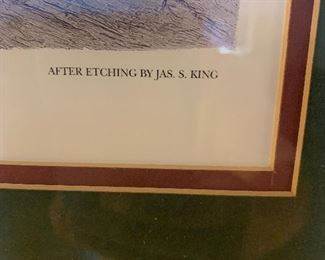 AFTER ETCHING BY JAS. S. KING